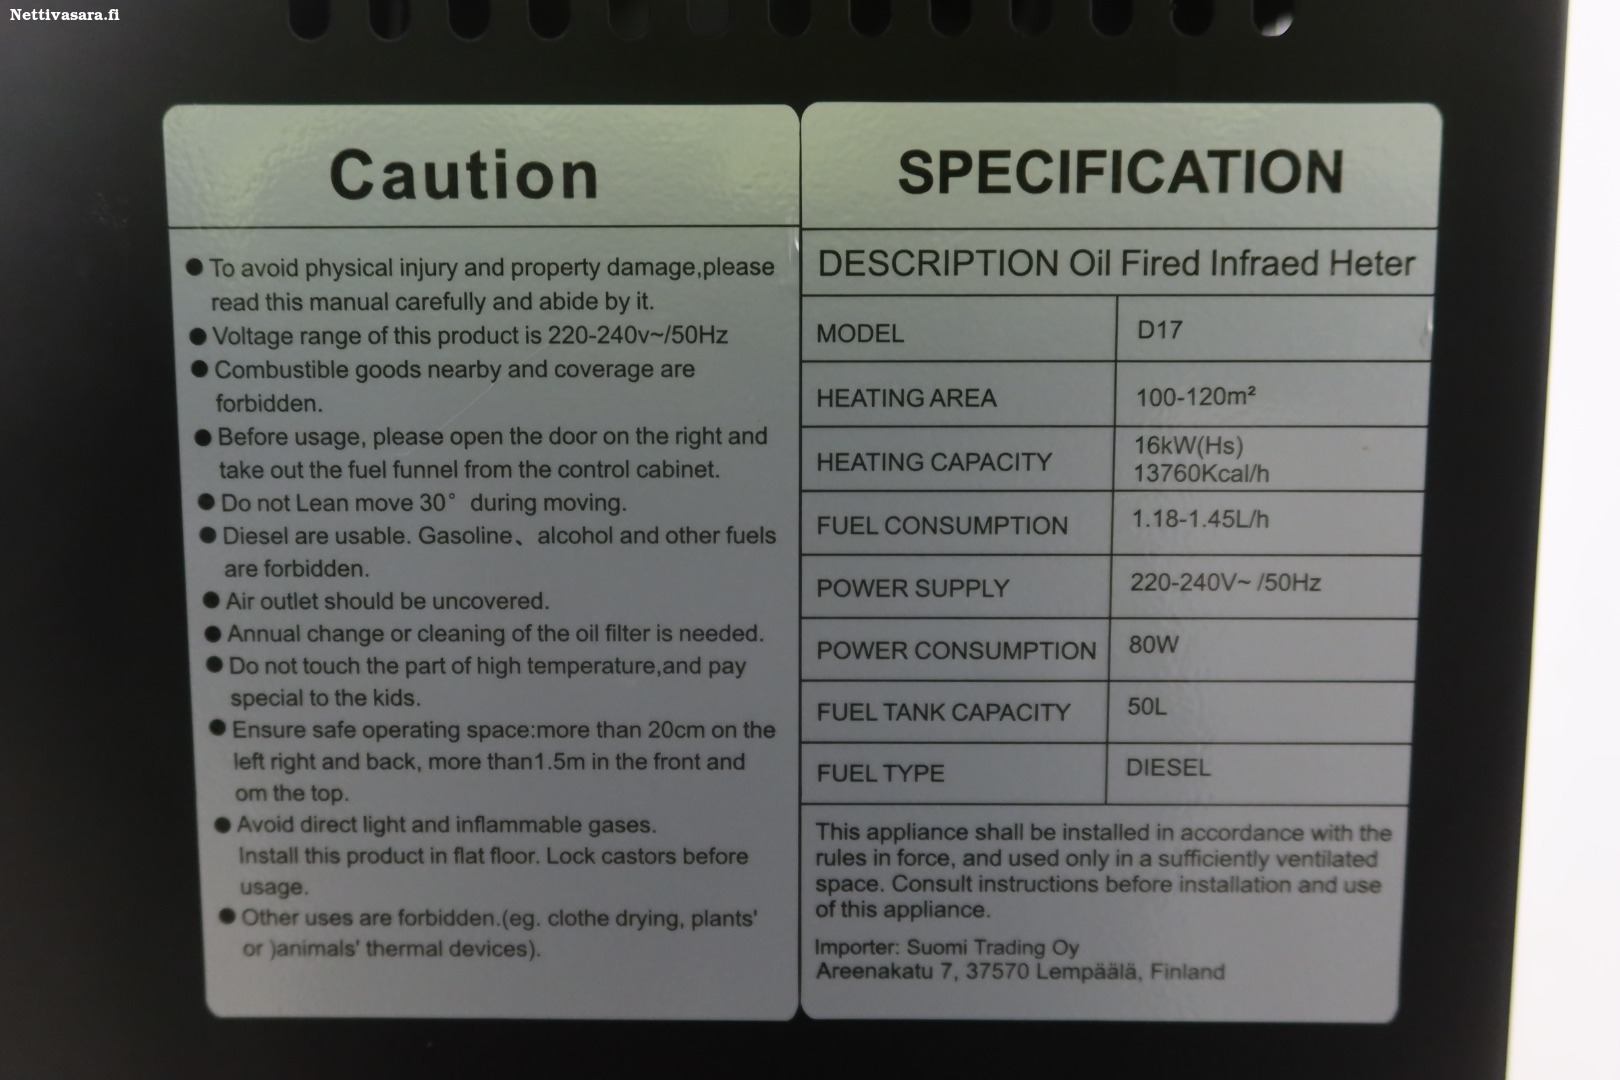 Nettivasara.fi
Caution
● To avoid physical injury and property damage,please
read this manual carefully and abide by it.
● Voltage range of this product is 220-240v~/50Hz
● Combustible goods nearby and coverage are
forbidden.
● Before usage, please open the door on the right and
take out the fuel funnel from the control cabinet.
● Do not Lean move 30° during moving.
● Diesel are usable. Gasoline、 alcohol and other fuels
are forbidden.
● Air outlet should be uncovered.
● Annual change or cleaning of the oil filter is needed.
● Do not touch the part of high temperature,and pay
special to the kids.
● Ensure safe operating space:more than 20cm on the
left right and back, more than1.5m in the front and
om the top.
● Avoid direct light and inflammable gases.
Install this product in flat floor. Lock castors before
usage.
● Other uses are forbidden.(eg. clothe drying, plants'
or )animals' thermal devices).
SPECIFICATION
DESCRIPTION Oil Fired Infraed Heter
MODEL D17
HEATING AREA 100-120m²
HEATING CAPACITY 16kW(Hs)
13760Kcal/h
FUEL CONSUMPTION 1.18-1.45L/h
POWER SUPPLY 220-240V~ /50Hz
POWER CONSUMPTION 80W
FUEL TANK CAPACITY 50L
FUEL TYPE DIESEL
This appliance shall be installed in accordance with the
rules in force, and used only in a sufficiently ventilated
space. Consult instructions before installation and use
of this appliance.
Importer: Suomi Trading Oy
Areenakatu 7, 37570 Lempäälä, Finland